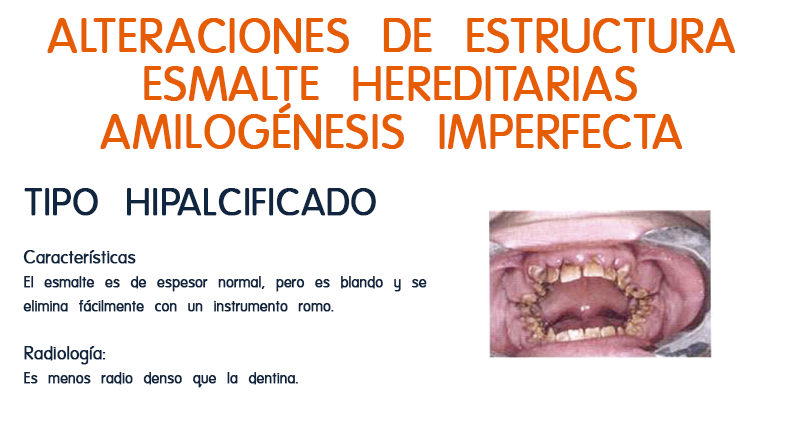 ALTERACIONES DE ESTRUCTURA
ESMALTE HEREDITARIAS
AMILOGÉNESIS IMPERFECTA
TIPO HIPALCIFICADO
Características
El esmalte es de espesor normal, pero es blando y se
elimina fácilmente con un instrumento romo.
Radiología:
Es menos radio denso que la dentina.